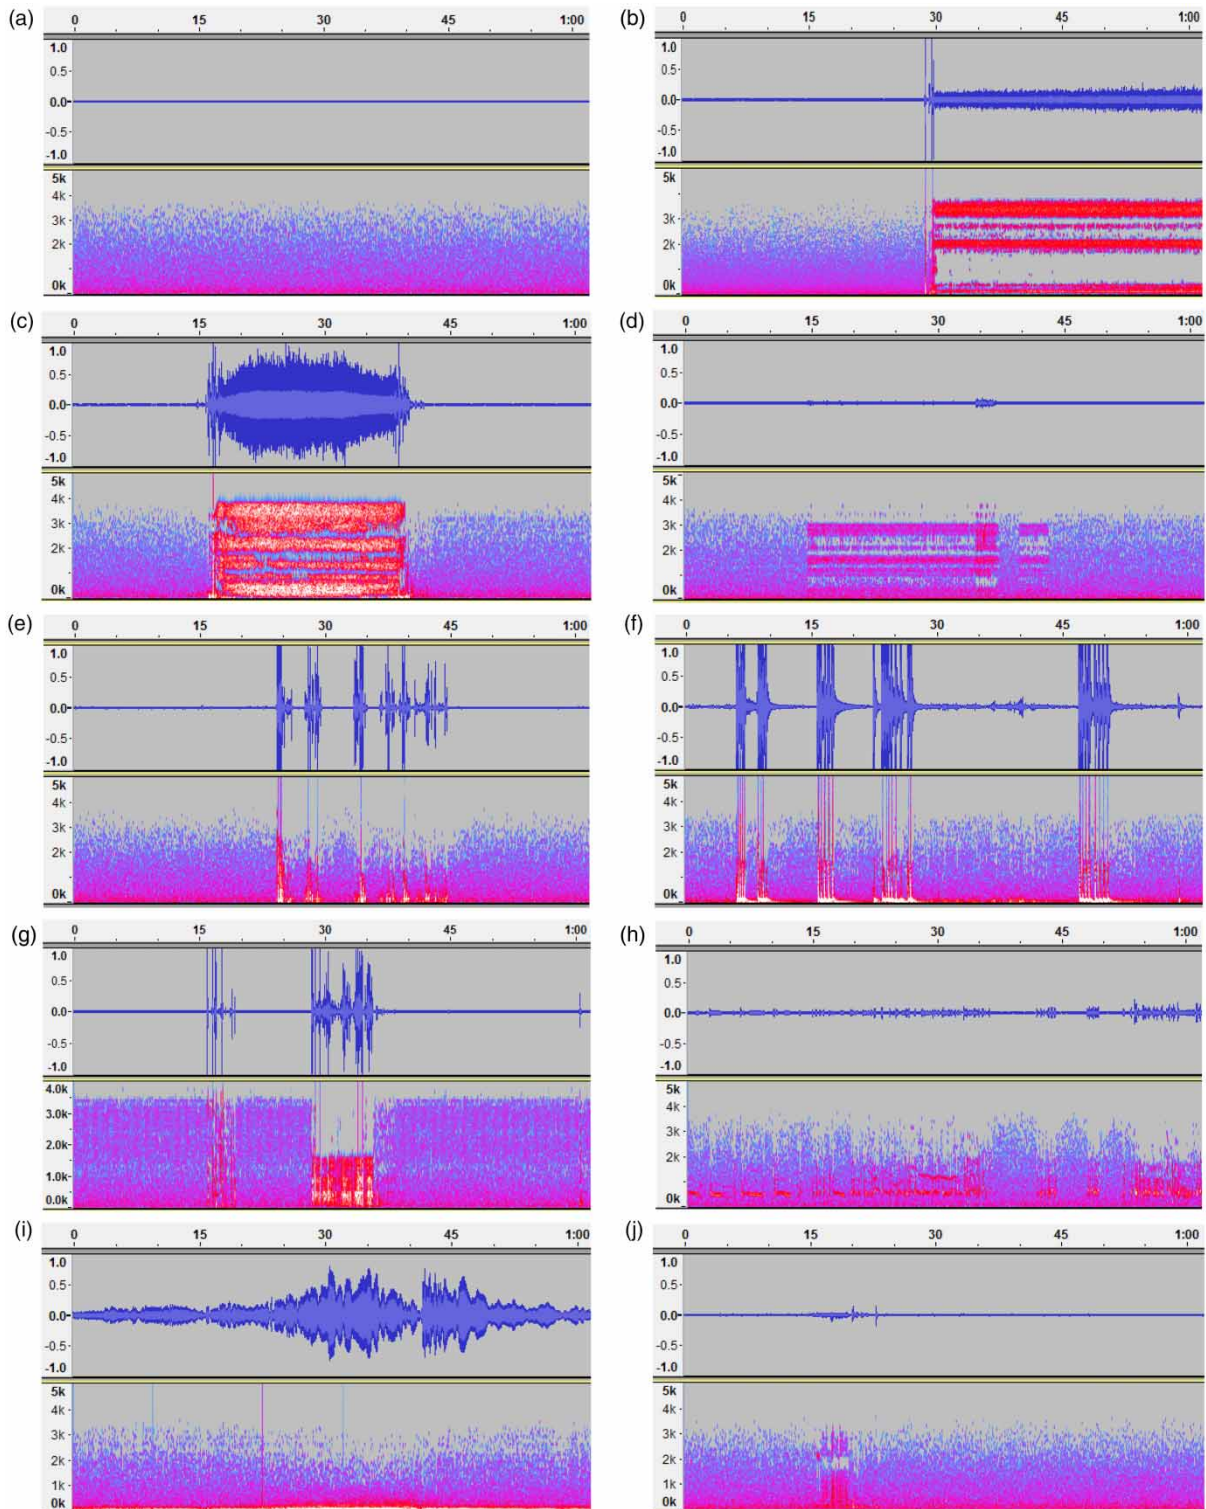 (a) 0 15 30 45 1:00
1.0
0.5-
0.0-
-0.5-
-1.0
5k
4k-
3k-
2k-
0k
(b) 0 15 30 45 1:00
1.0
0.5-
0.0-
-0.5-
-1.0
5k
4k-
3k-
2k-
0k
(c) 0 15 30 45 1:00
1.0
0.5-
0.0-
-0.5-
-1.0
5k
4k-
3k-
2k-
0k
(d) 0 15 30 45 1:00
1.0
0.5-
0.0-
-0.5-
-1.0
5k
4k-
3k-
2k-
0k
(e) 0 15 30 45 1:00
1.0
0.5-
0.0-
-0.5-
-1.0
5k
4k-
3k-
2k-
0k
(f) 0 15 30 45 1:00
1.0
0.5-
0.0-
-0.5-
-1.0
5k
4k-
3k-
2k-
0k
(g) 0 15 30 45 1:00
1.0
0.5-
0.0-
-0.5-
-1.0
4.0k
3.0k-
2.0k-
1.0k-
0.0k
(h) 0 15 30 45 1:00
1.0
0.5-
0.0-
-0.5-
-1.0
5k
4k-
3k-
2k-
0k
(i) 0 15 30 45 1:00
1.0
0.5-
0.0-
-0.5-
-1.0
5k
4k-
3k-
2k-
1k-
0k
(j) 0 15 30 45 1:00
1.0
0.5-
0.0-
-0.5-
-1.0
5k
4k-
3k-
2k-
0k